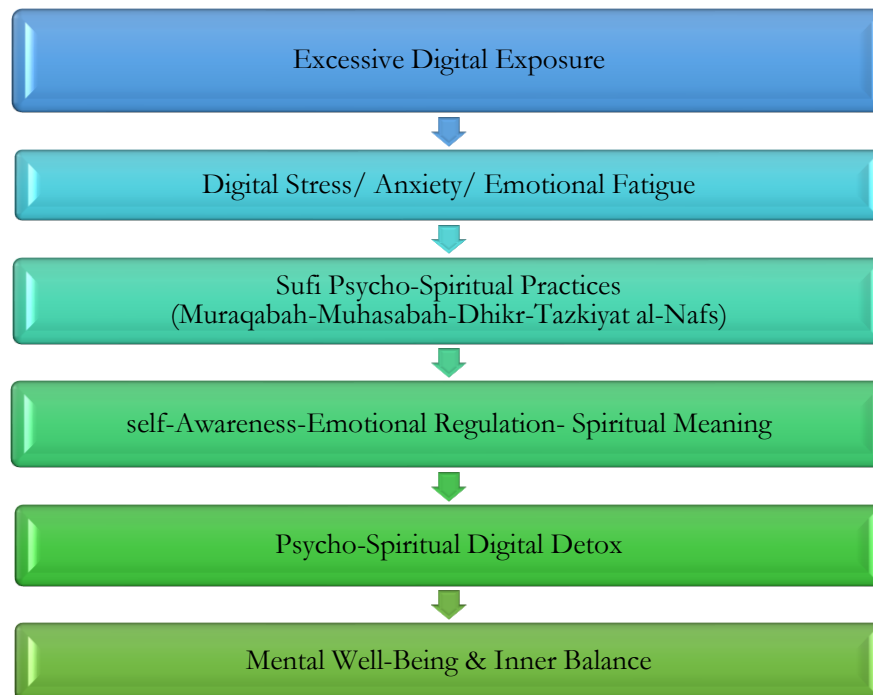 Excessive Digital Exposure
Digital Stress/ Anxiety/ Emotional Fatigue
Sufi Psycho-Spiritual Practices
(Muraqabah-Muhasabah-Dhikr-Tazkiyat al-Nafs)
self-Awareness-Emotional Regulation- Spiritual Meaning
Psycho-Spiritual Digital Detox
Mental Well-Being & Inner Balance